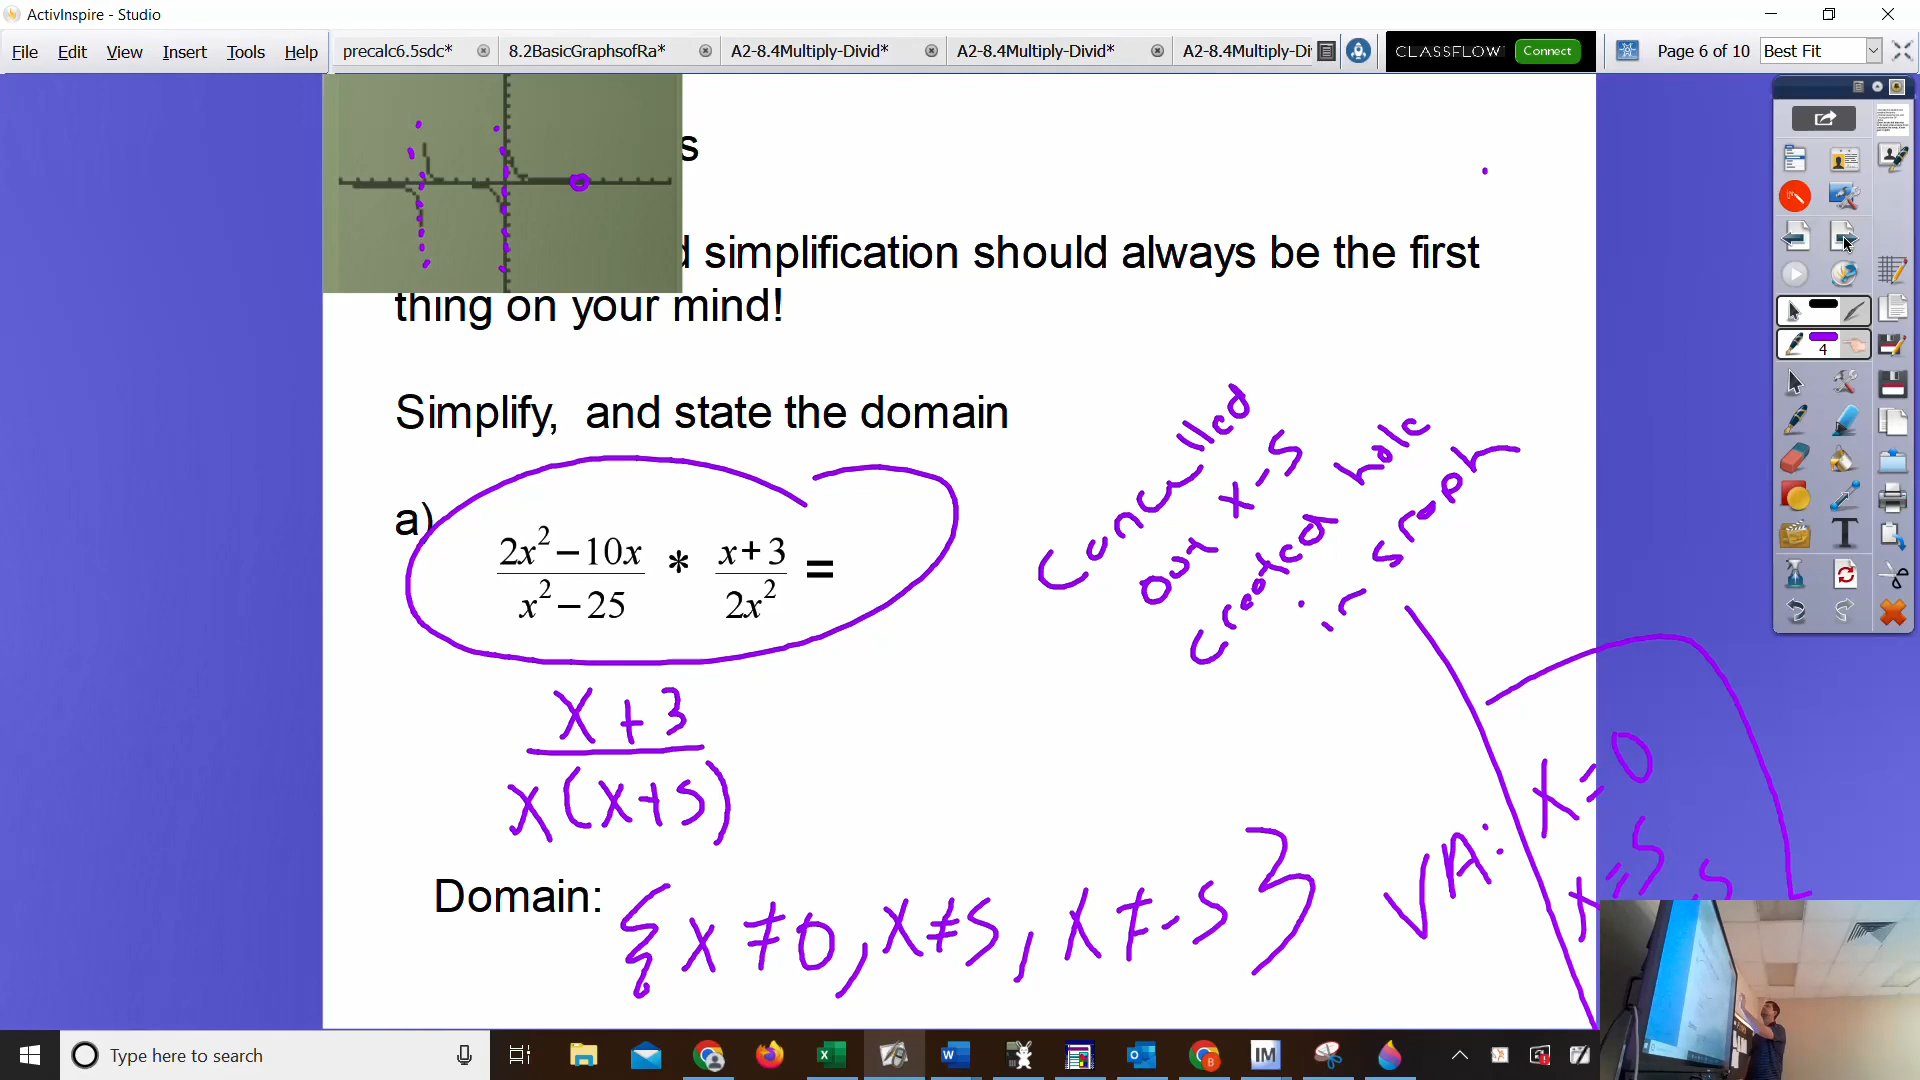 ActivInspire - Studio
File Edit View Insert Tools Help
precalc6.5sdc* 8.2BasicGraphsofRa* A2-8.4Multiply-Divid* A2-8.4Multiply-Divid* A2-8.4Multiply-Di
CLASSFLOW Connect
Page 6 of 10 Best Fit
s
d simplification should always be the first
thing on your mind!
Simplify, and state the domain
a)
2x² − 10x / x² − 25 * x + 3 / 2x² =
Cancelled
our x-5
created hole
in graph
x + 3
x(x+5)
VA: x=0
Domain: {x ≠ 0, x ≠ 5, x ≠ -5}
4
T
Type here to search
IM